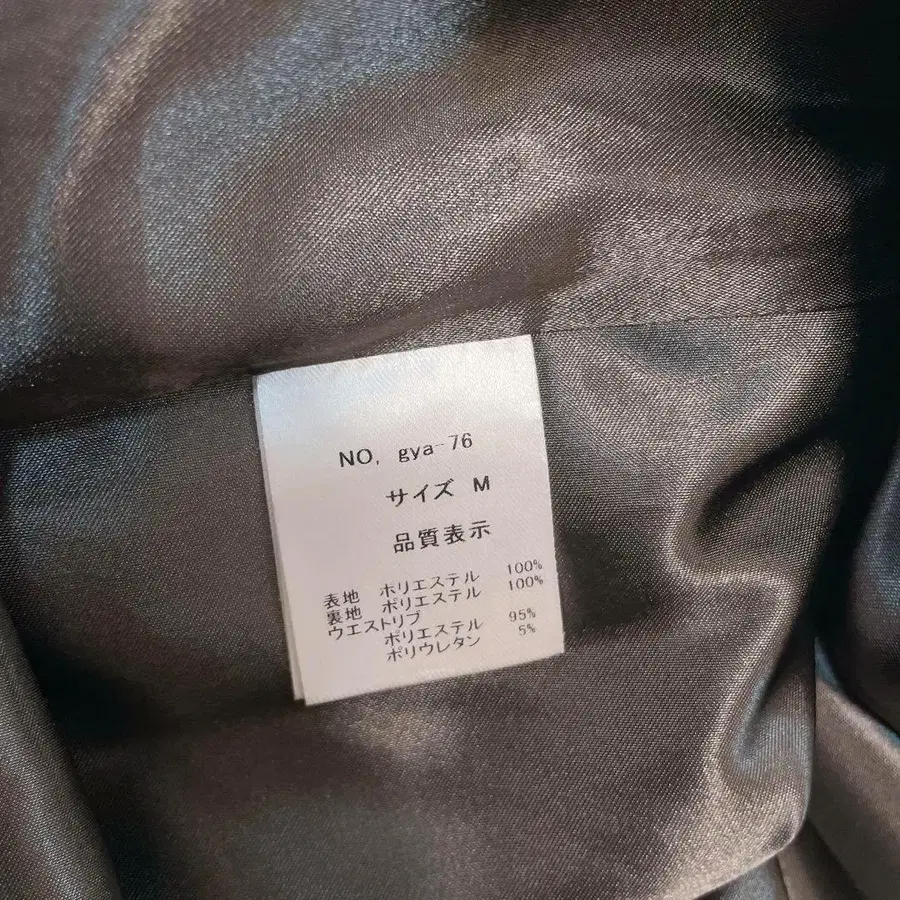 NO, gya-76
サイズ M
品質表示
表地 ポリエステル 100%
裏地 ポリエステル 100%
ウエストリブ
ポリエステル 95%
ポリウレタン 5%